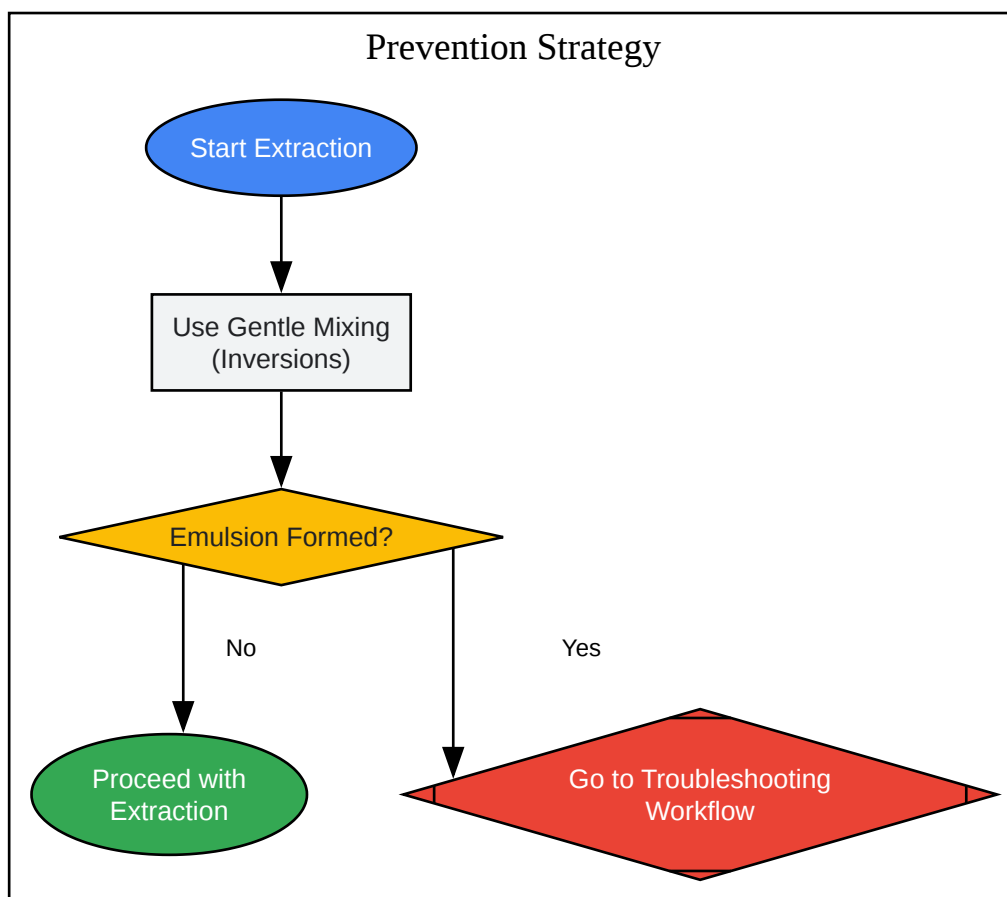 Prevention Strategy
Start Extraction
Use Gentle Mixing
(Inversions)
Emulsion Formed?
No
Yes
Proceed with
Extraction
Go to Troubleshooting
Workflow